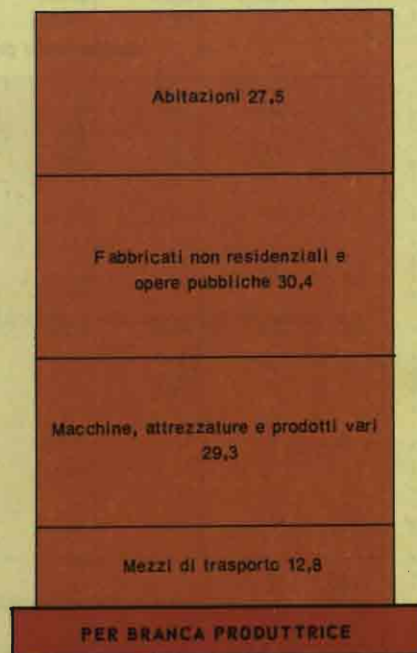 Abitazioni 27,5
Fabbricati non residenziali e
opere pubbliche 30,4
Macchine, attrezzature e prodotti vari
29,3
Mezzi di trasporto 12,8
PER BRANCA PRODUTTRICE